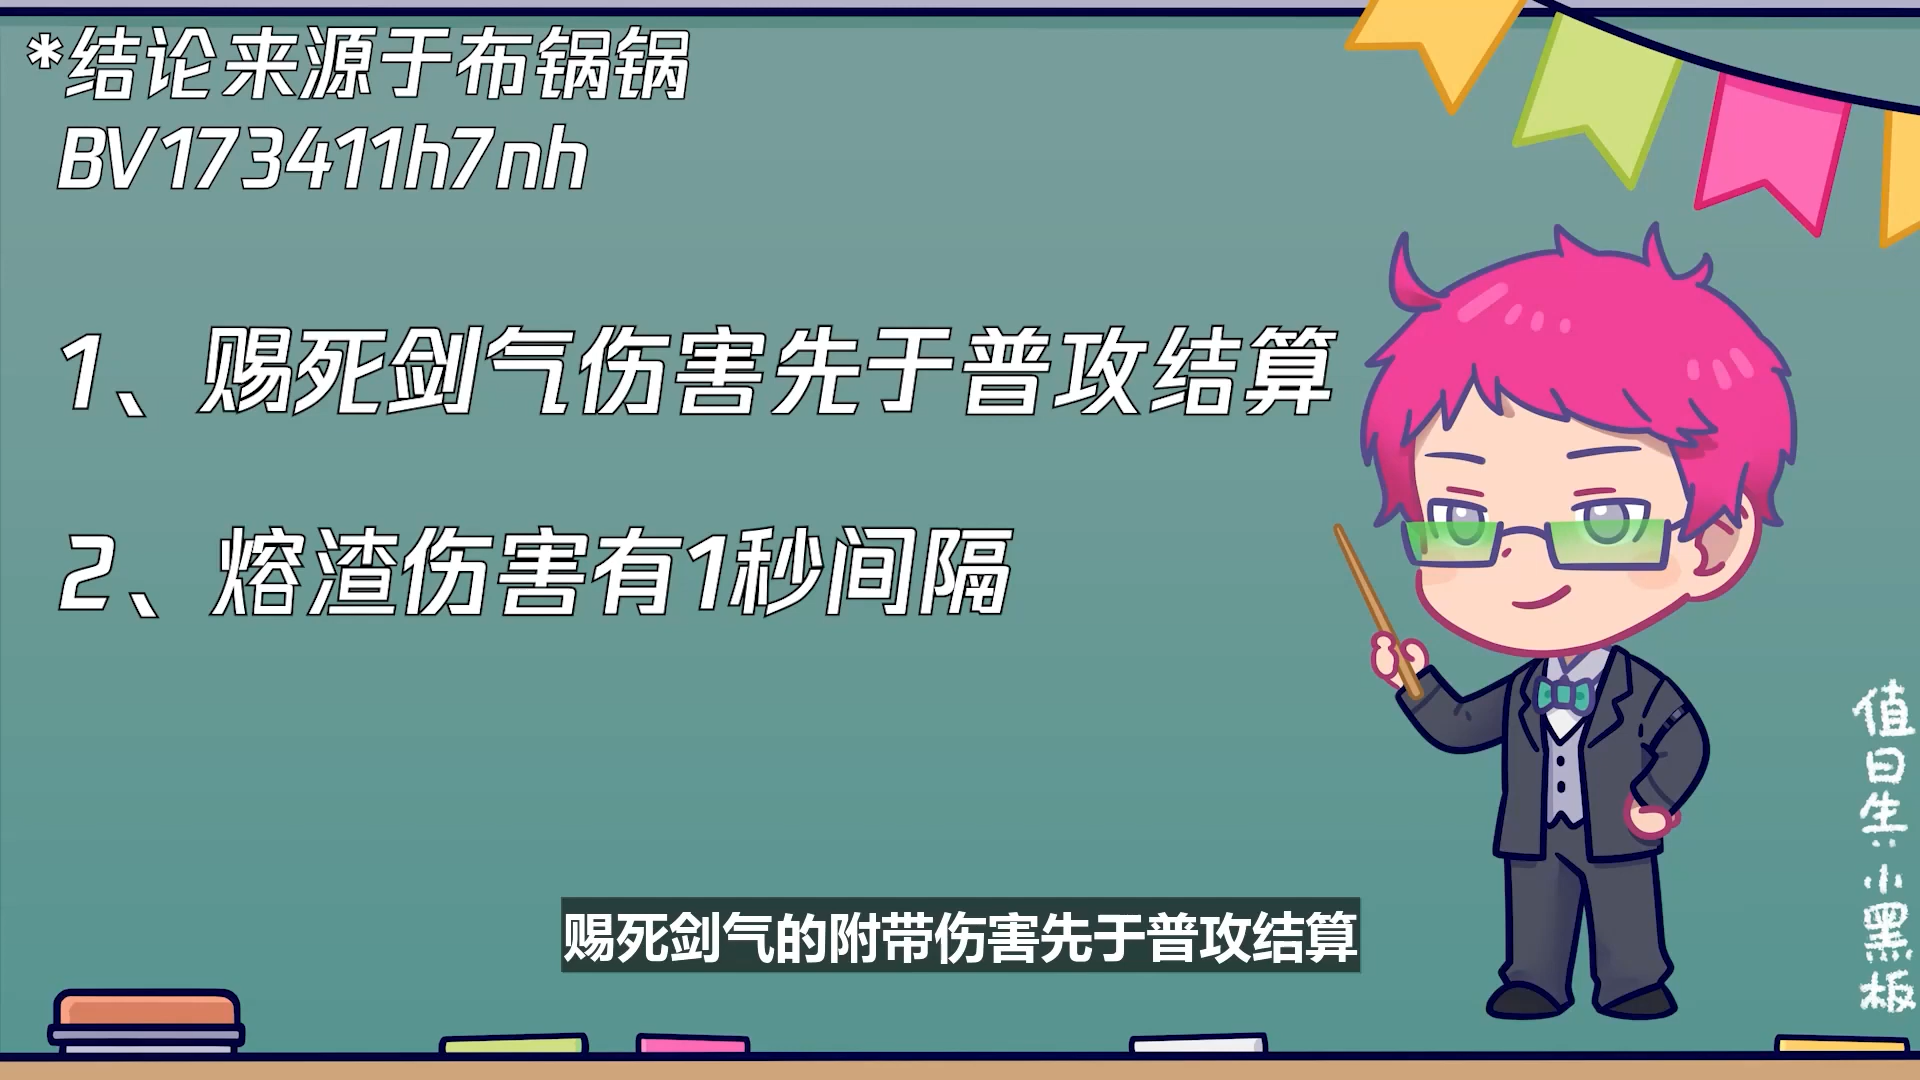 *结论来源于布锅锅
BV173411h7nh
1、赐死剑气伤害先于普攻结算
2、熔渣伤害有1秒间隔
赐死剑气的附带伤害先于普攻结算
值日生:小黑板